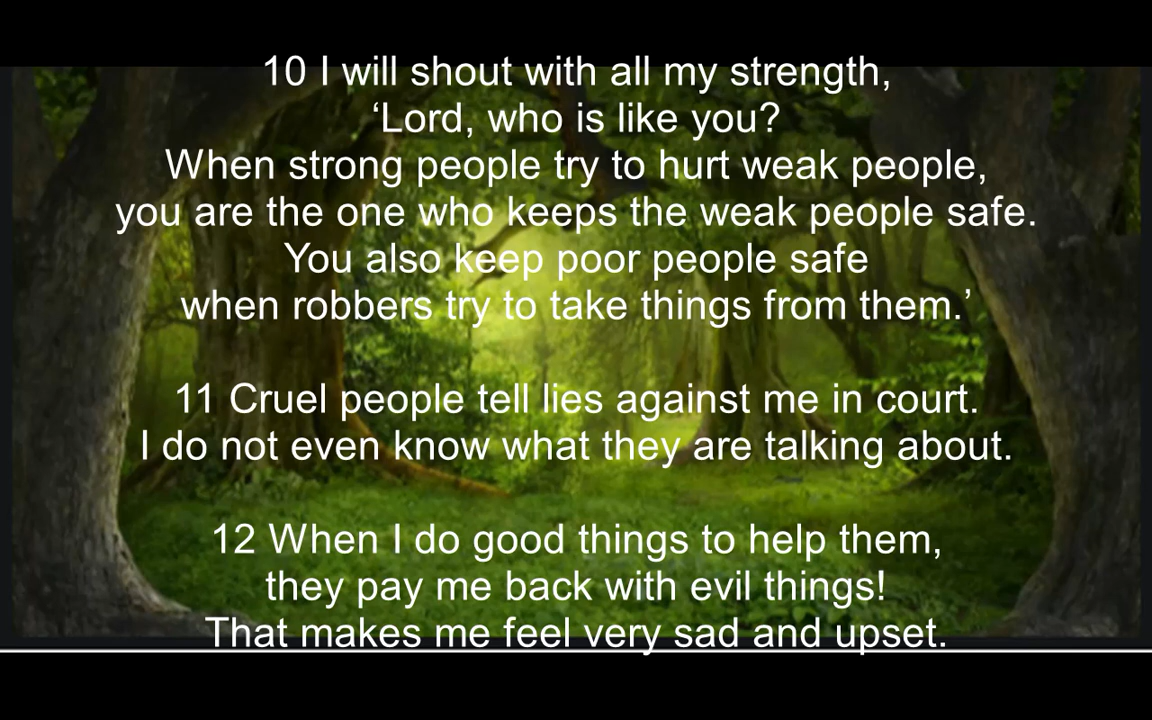 10 I will shout with all my strength,
‘Lord, who is like you?
When strong people try to hurt weak people,
you are the one who keeps the weak people safe.
You also keep poor people safe
when robbers try to take things from them.’
11 Cruel people tell lies against me in court.
I do not even know what they are talking about.
12 When I do good things to help them,
they pay me back with evil things!
That makes me feel very sad and upset.